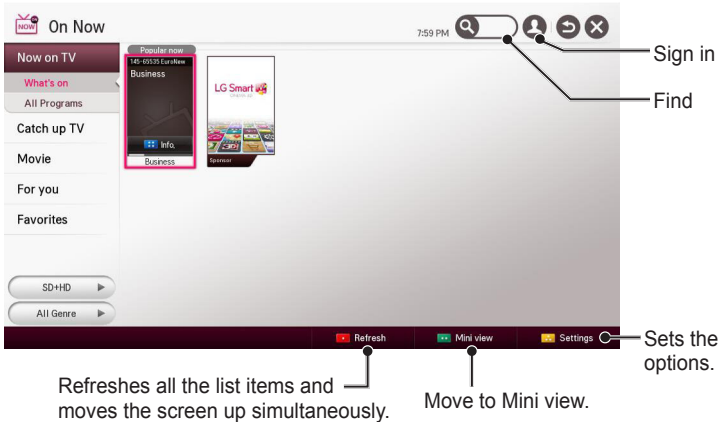 NOW
On Now
7:59 PM
Sign in
Find
Now on TV
What's on
All Programs
Catch up TV
Movie
For you
Favorites
SD+HD
All Genre
Popular now
145-65535 EuroNew
Business
Info.
Business
LG Smart
Sponsor
Refresh
Mini view
Settings
Sets the
options.
Refreshes all the list items and
moves the screen up simultaneously.
Move to Mini view.